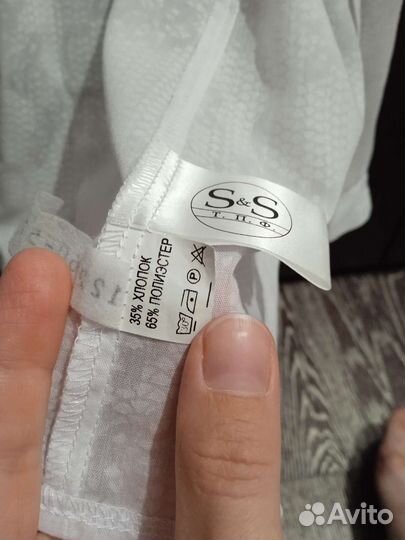 S&S
Т.П.Ф.
35% ХЛОПОК
65% ПОЛИЭСТЕР
P
Avito